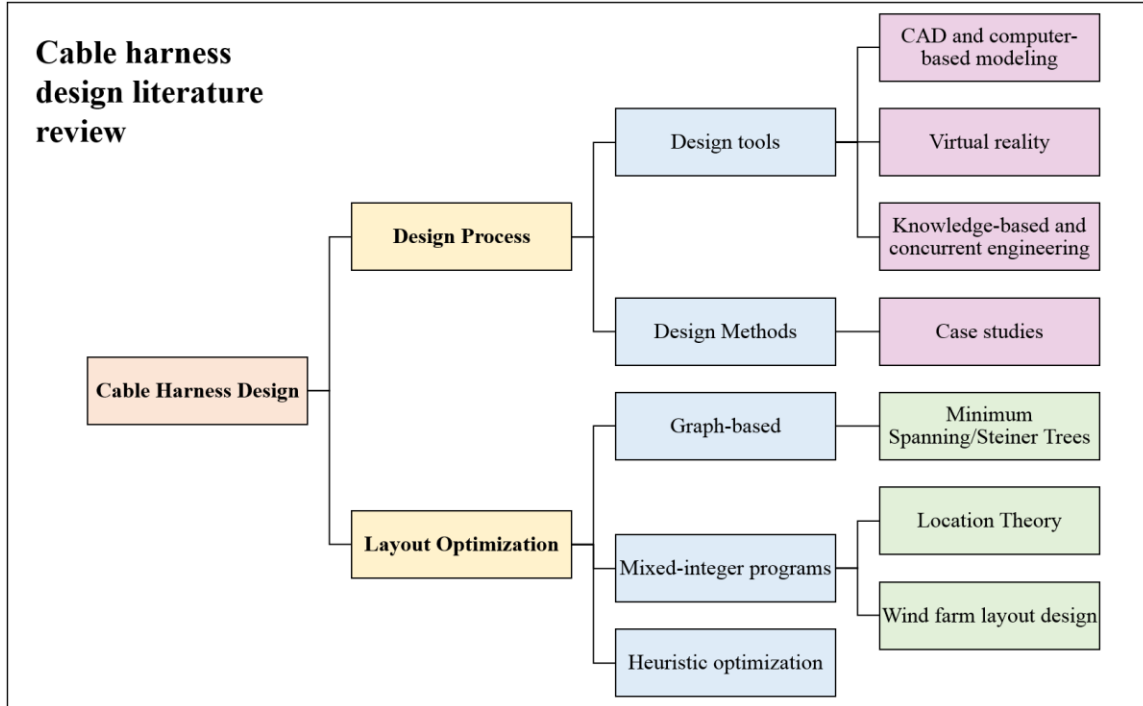 Cable harness
design literature
review
CAD and computer-
based modeling
Design tools
Virtual reality
Knowledge-based and
concurrent engineering
Design Process
Design Methods
Case studies
Cable Harness Design
Graph-based
Minimum
Spanning/Steiner Trees
Layout Optimization
Location Theory
Mixed-integer programs
Wind farm layout design
Heuristic optimization